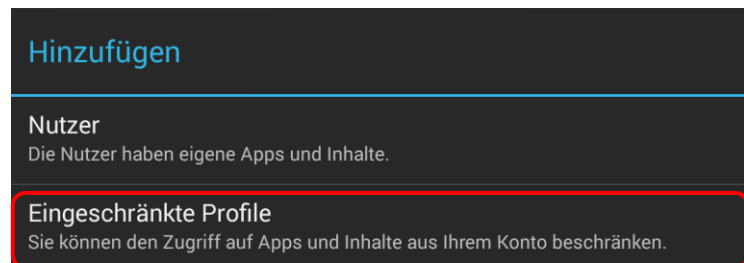 Hinzufügen
Nutzer
Die Nutzer haben eigene Apps und Inhalte.
Eingeschränkte Profile
Sie können den Zugriff auf Apps und Inhalte aus Ihrem Konto beschränken.